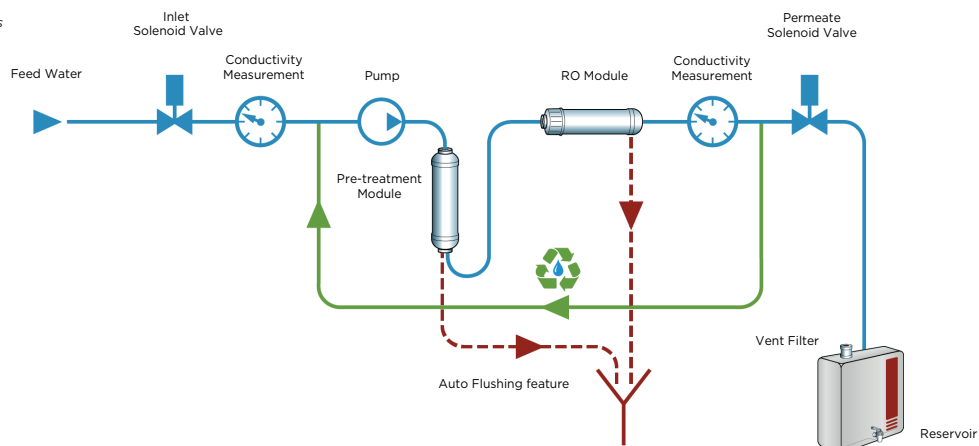 Inlet
Solenoid Valve
Permeate
Solenoid Valve
Feed Water
Conductivity
Measurement
Pump
RO Module
Conductivity
Measurement
Pre-treatment
Module
Vent Filter
Auto Flushing feature
Reservoir